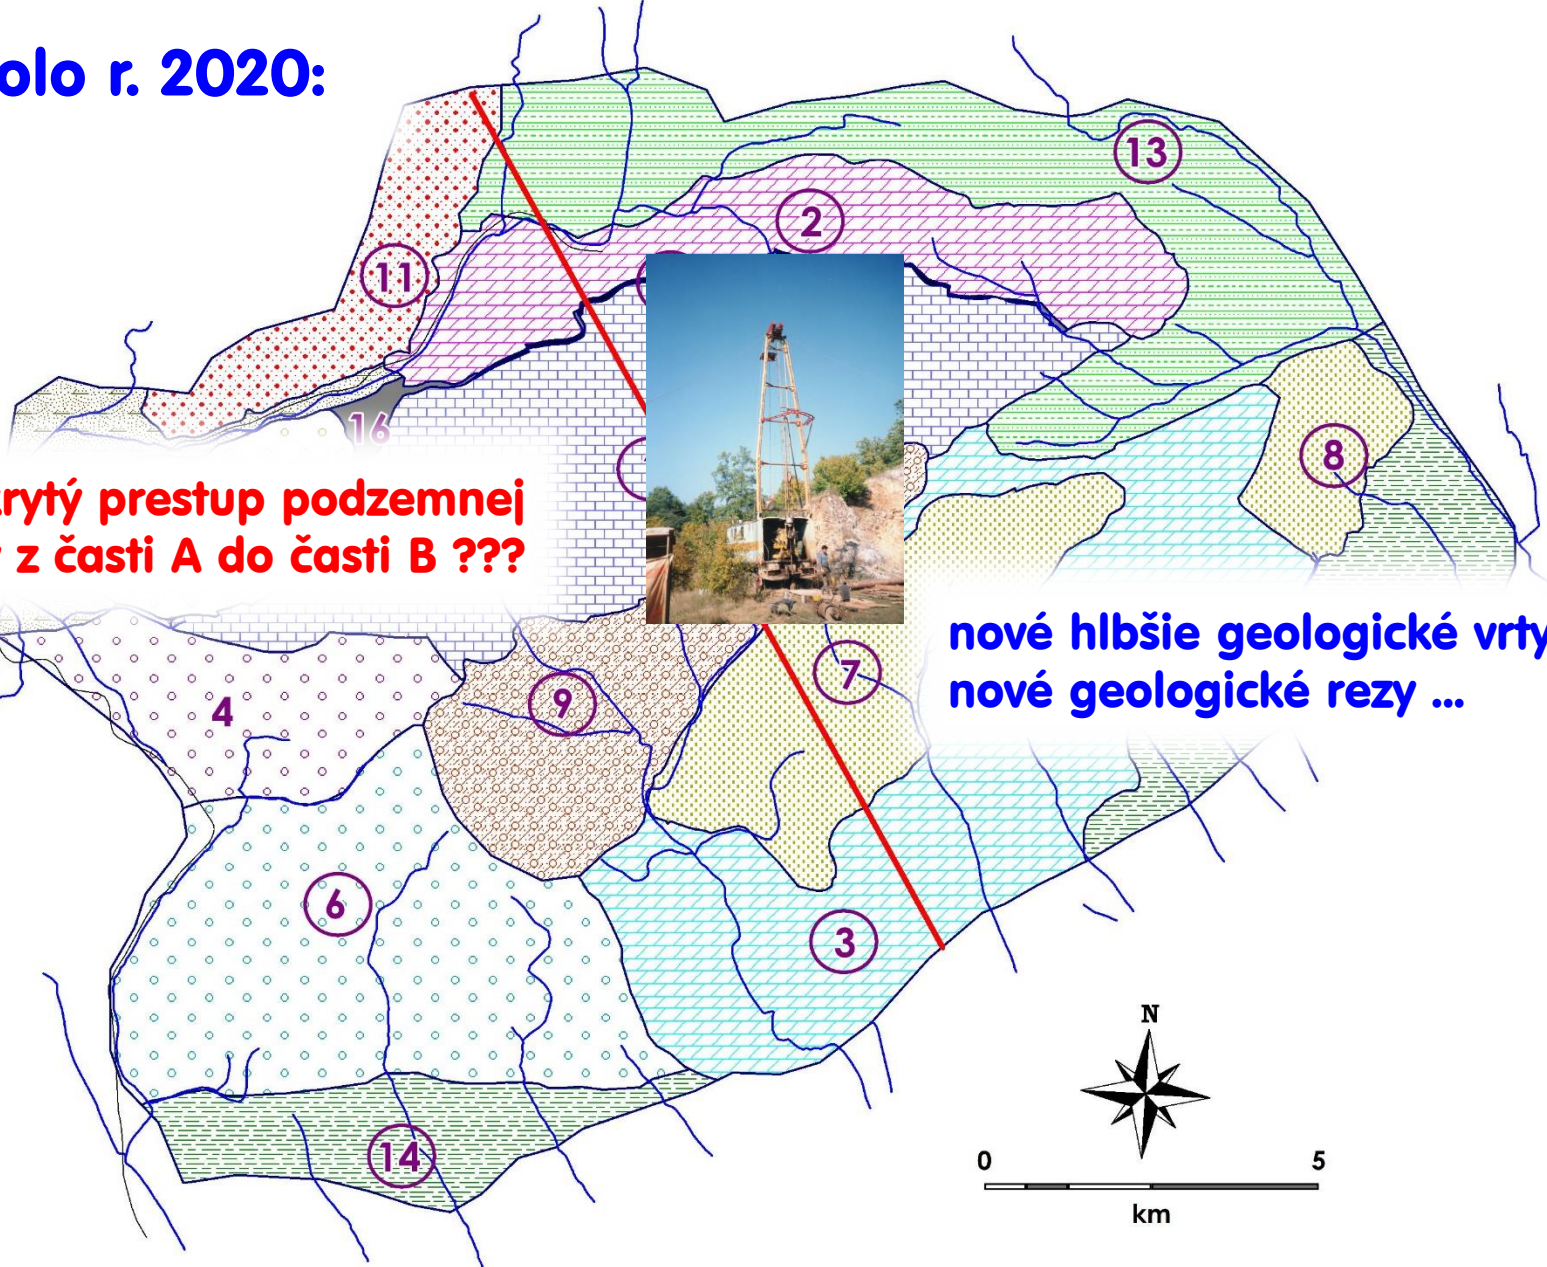 olo r. 2020:
13
2
11
16
8
krytý prestup podzemnej
z časti A do časti B ???
nové hlbšie geologické vrty
nové geologické rezy ...
7
9
4
6
3
14
N
0 5
km